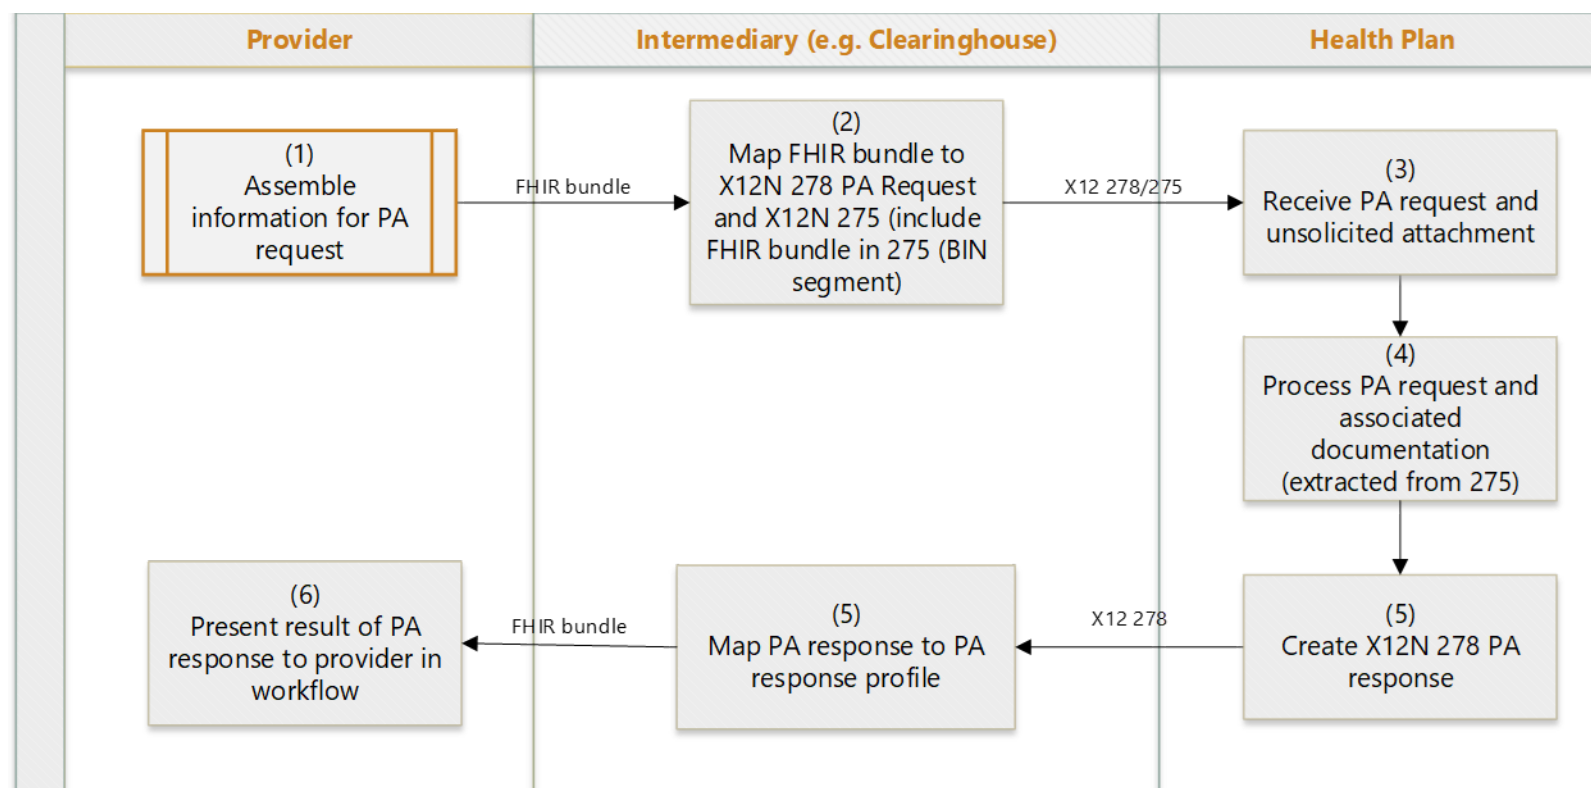 Provider
Intermediary (e.g. Clearinghouse)
Health Plan
(1)
Assemble
information for PA
request
FHIR bundle
(2)
Map FHIR bundle to
X12N 278 PA Request
and X12N 275 (include
FHIR bundle in 275 (BIN
segment)
X12 278/275
(3)
Receive PA request and
unsolicited attachment
(4)
Process PA request and
associated
documentation
(extracted from 275)
(5)
Create X12N 278 PA
response
X12 278
(5)
Map PA response to PA
response profile
FHIR bundle
(6)
Present result of PA
response to provider in
workflow